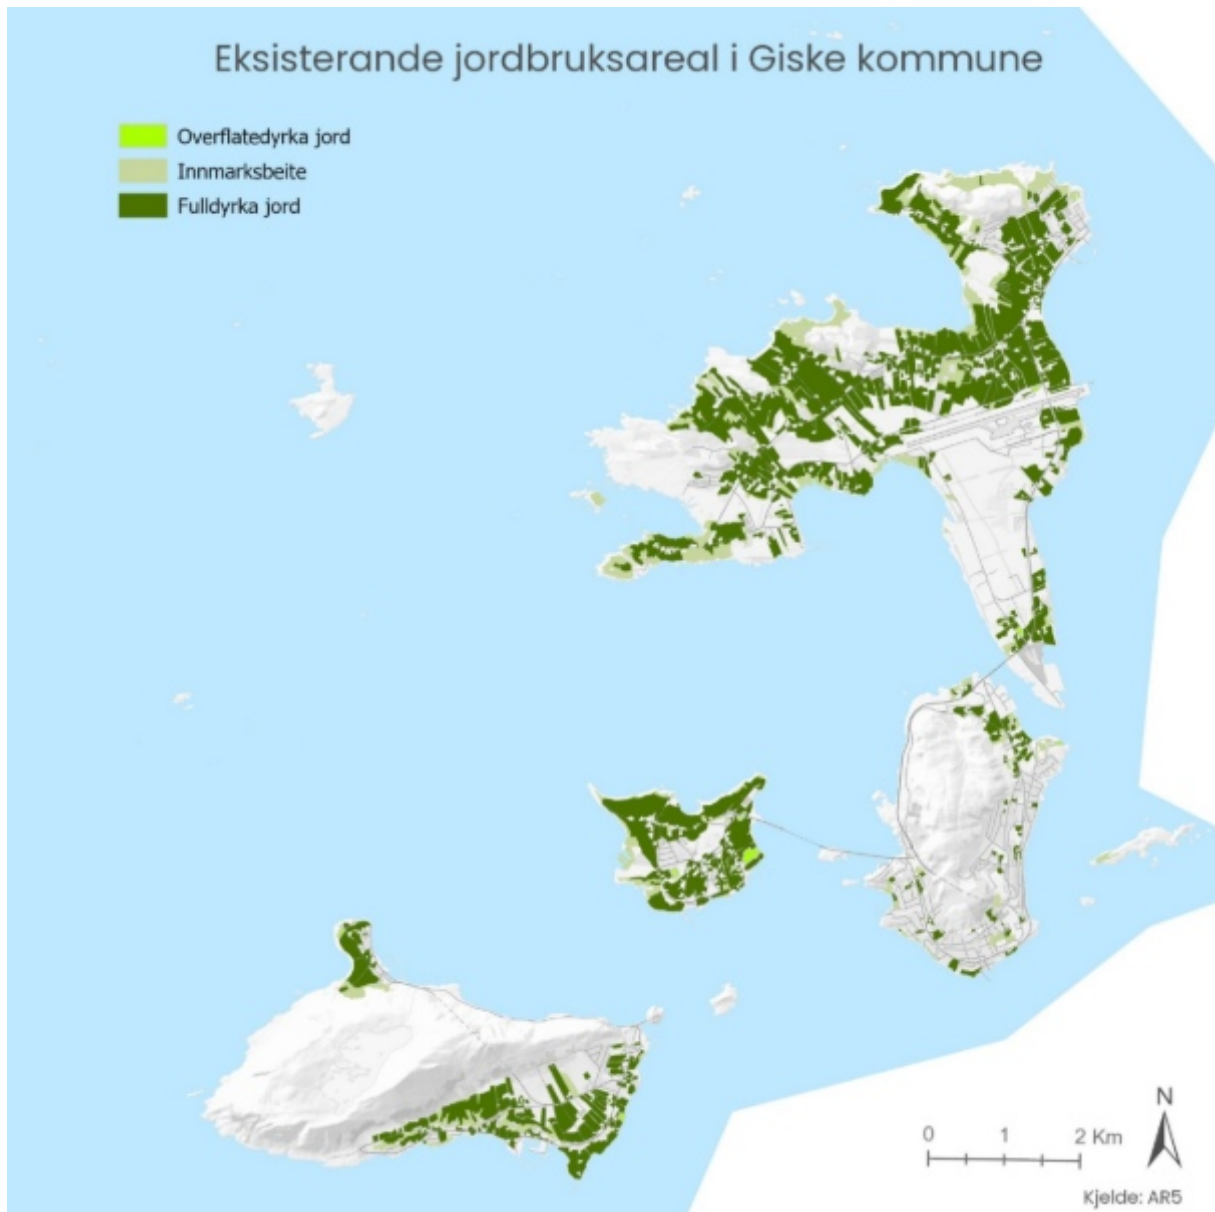 Eksisterande jordbruksareal i Giske kommune
Overflatedyrka jord
Innmarksbeite
Fulldyrka jord
N
0 1 2 Km
Kjelde: AR5